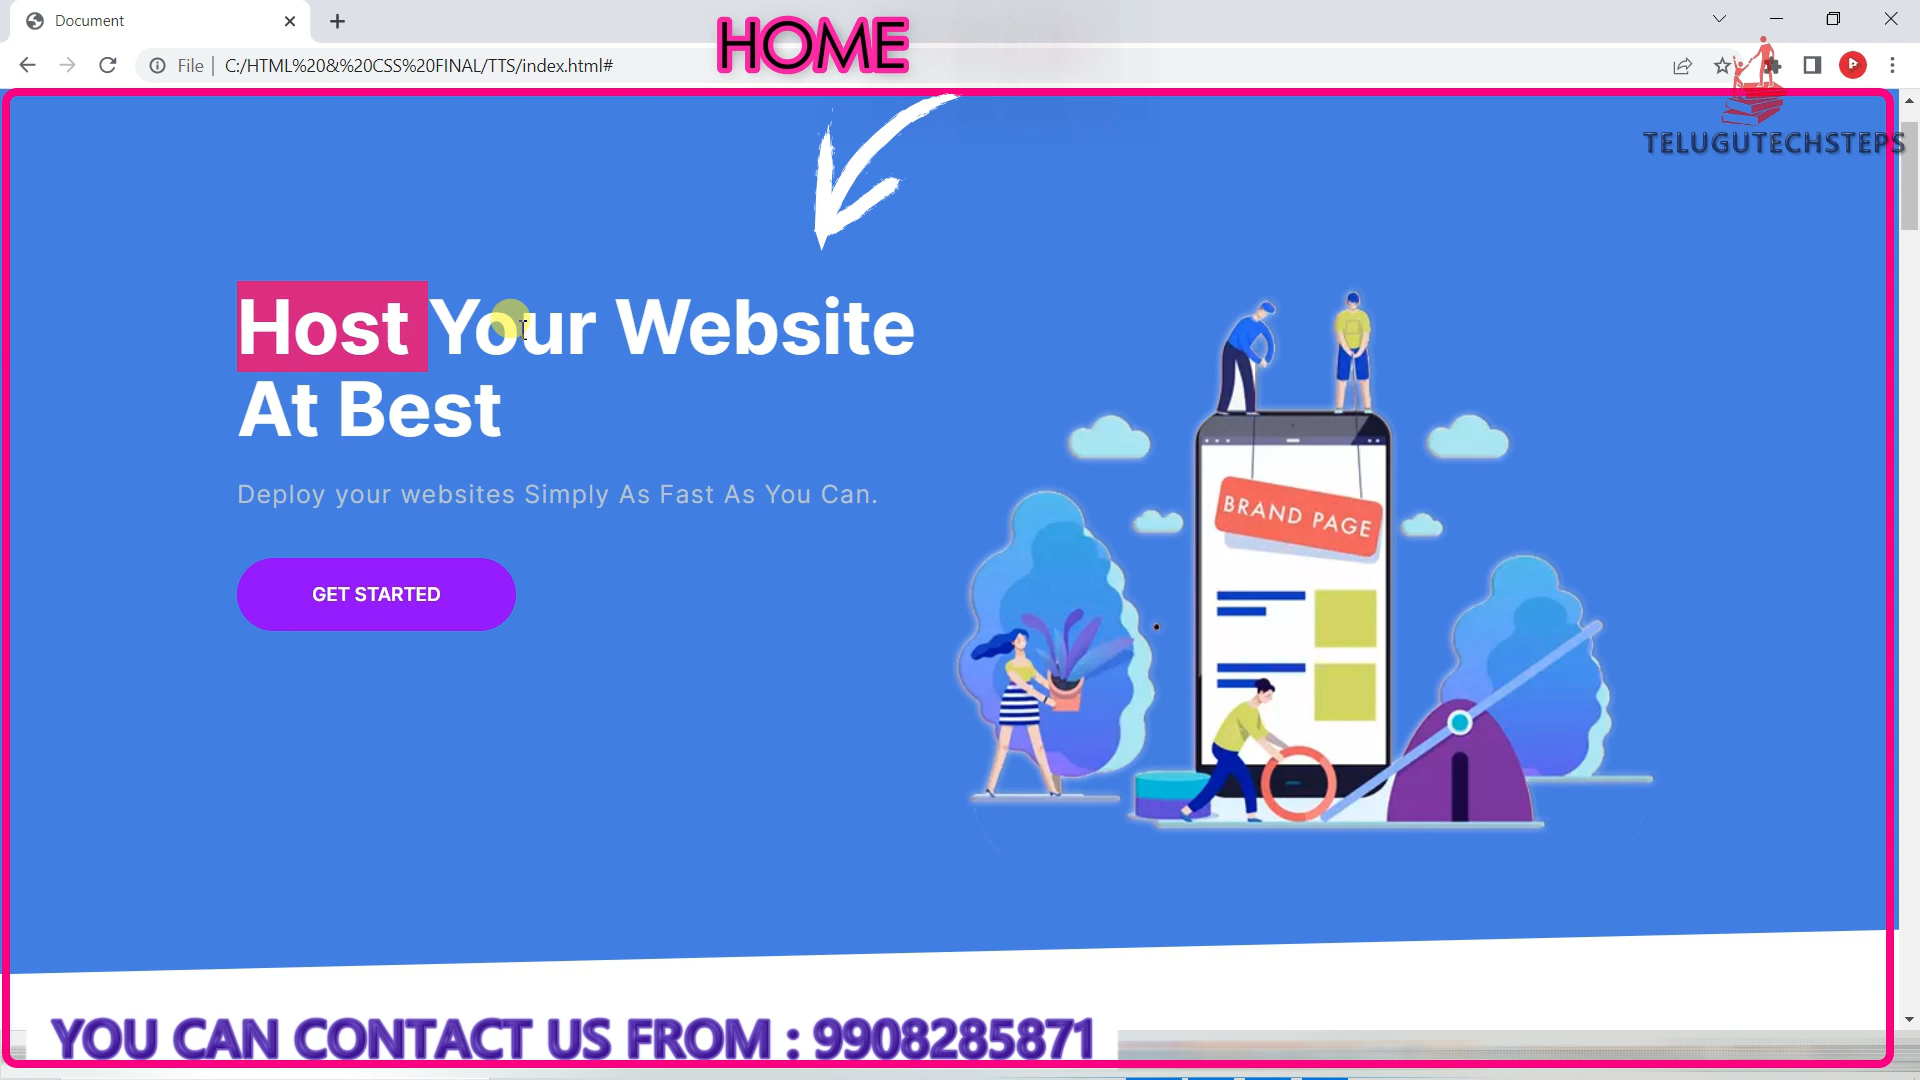 Document
HOME
File
C:/HTML%20&%20CSS%20FINAL/TTS/index.html#
TELUGUTECHSTEPS
Host Your Website
At Best
Deploy your websites Simply As Fast As You Can.
GET STARTED
BRAND PAGE
YOU CAN CONTACT US FROM : 9908285871